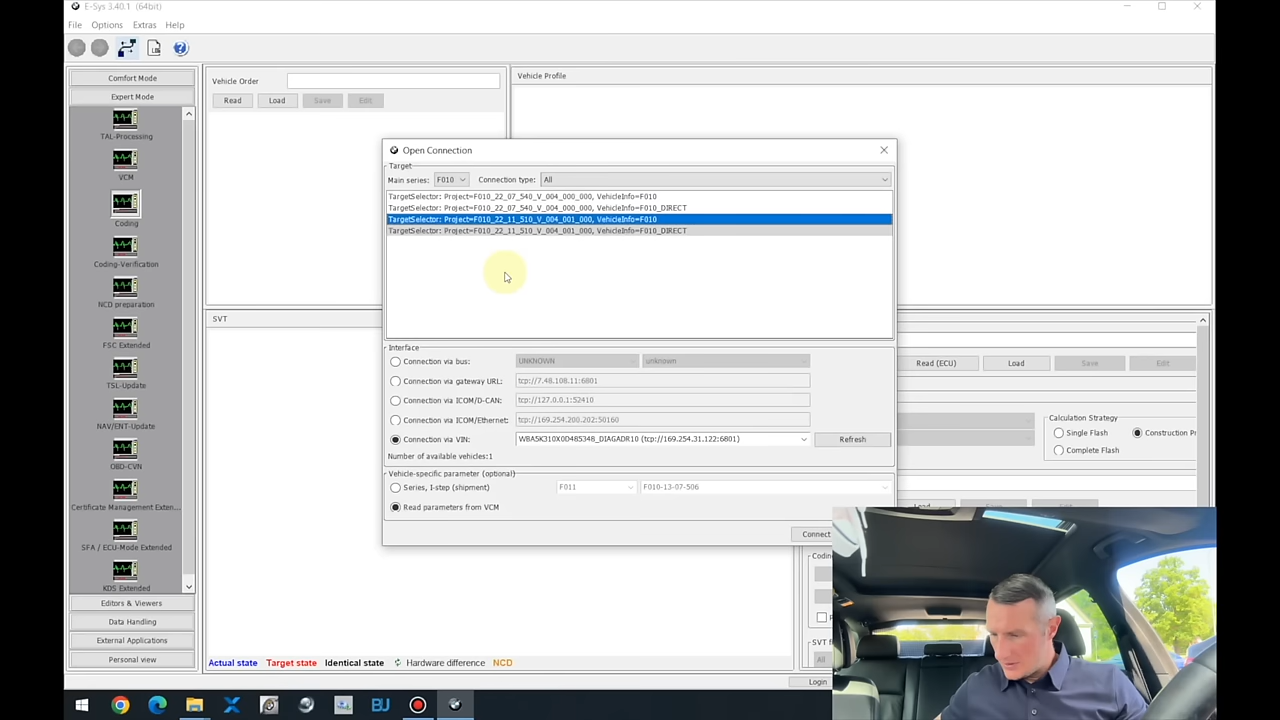 E-Sys 3.40.1 (64bit)
File Options Extras Help
Comfort Mode
Expert Mode
TAL-Processing
VCM
Coding
Coding-Verification
NCD preparation
FSC Extended
TSL-Update
NAV/ENT-Update
OBD-CVN
Certificate Management Exten...
SFA / ECU-Mode Extended
KDS Extended
Editors & Viewers
Data Handling
External Applications
Personal view
Vehicle Order
Read Load Save Edit
Vehicle Profile
SVT
Open Connection
Target
Main series: F010 Connection type: All
TargetSelector: Project=F010_22_07_540_V_004_000_000, VehicleInfo=F010
TargetSelector: Project=F010_22_07_540_V_004_000_000, VehicleInfo=F010_DIRECT
TargetSelector: Project=F010_22_11_510_V_004_001_000, VehicleInfo=F010
TargetSelector: Project=F010_22_11_510_V_004_001_000, VehicleInfo=F010_DIRECT
Interface
Connection via bus: UNKNOWN unknown
Connection via gateway URL: tcp://7.48.108.11:6801
Connection via ICOM/D-CAN: tcp://127.0.0.1:52410
Connection via ICOM/Ethernet: tcp://169.254.200.202:50160
Connection via VIN: WBA5K310X0D485348_DIAGADR10 (tcp://169.254.31.122:6801) Refresh
Number of available vehicles:1
Vehicle-specific parameter (optional)
Series, I-step (shipment) F011 F010-13-07-506
Read parameters from VCM
Connect
Read (ECU) Load Save Edit
Calculation Strategy
Single Flash Construction Pr
Complete Flash
Coding
SVT f
All
Login
Actual state Target state Identical state Hardware difference NCD
BU